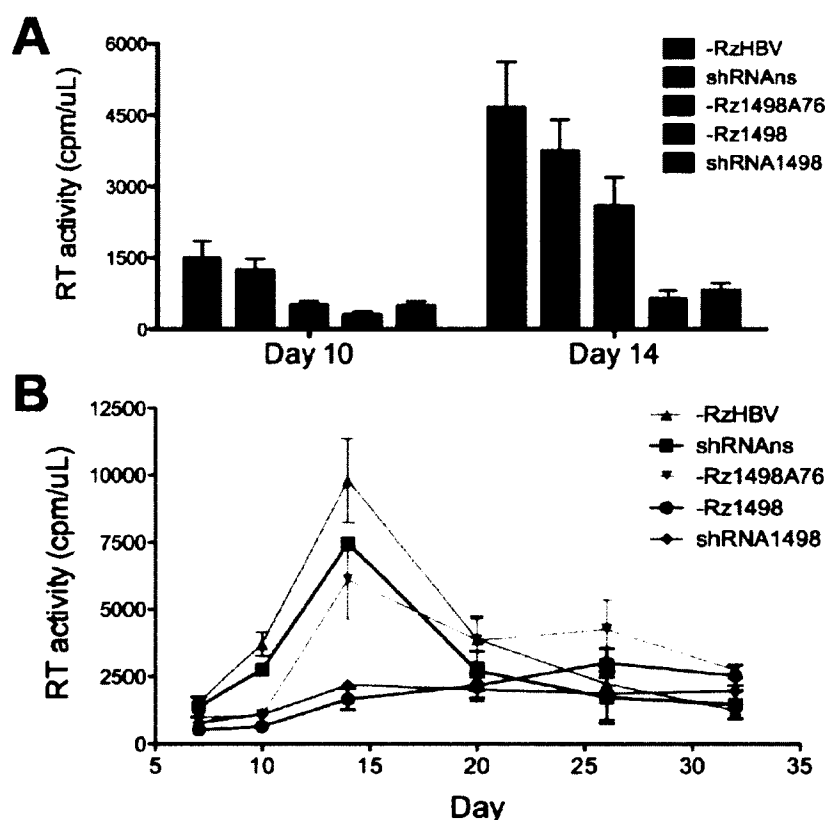 A
RT activity (cpm/uL)
6000
4500
3000
1500
0
Day 10
Day 14
-RzHBV
shRNAns
-Rz1498A76
-Rz1498
shRNA1498
B
RT activity (cpm/uL)
12500
10000
7500
5000
2500
0
5
10
15
20
25
30
35
Day
-RzHBV
shRNAns
-Rz1498A76
-Rz1498
shRNA1498